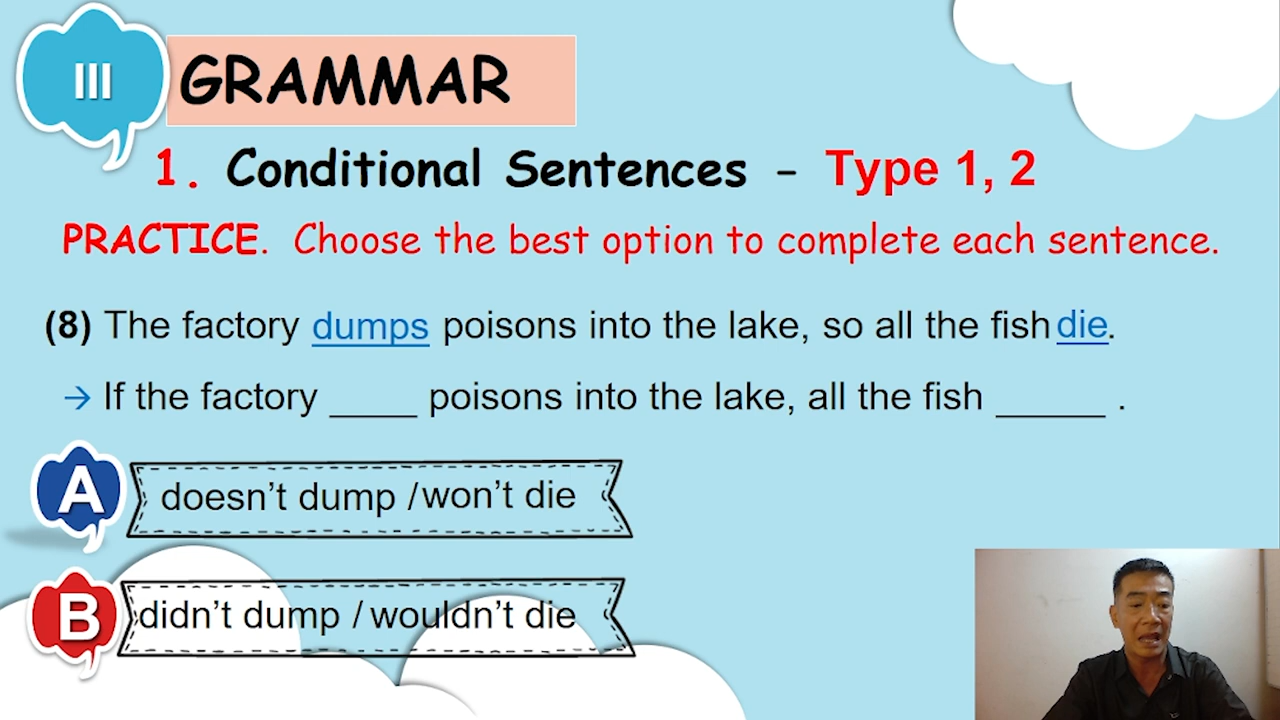 III
GRAMMAR
1. Conditional Sentences - Type 1, 2
PRACTICE. Choose the best option to complete each sentence.
(8) The factory dumps poisons into the lake, so all the fish die.
→ If the factory ____ poisons into the lake, all the fish _____ .
A doesn't dump / won't die
B didn't dump / wouldn't die